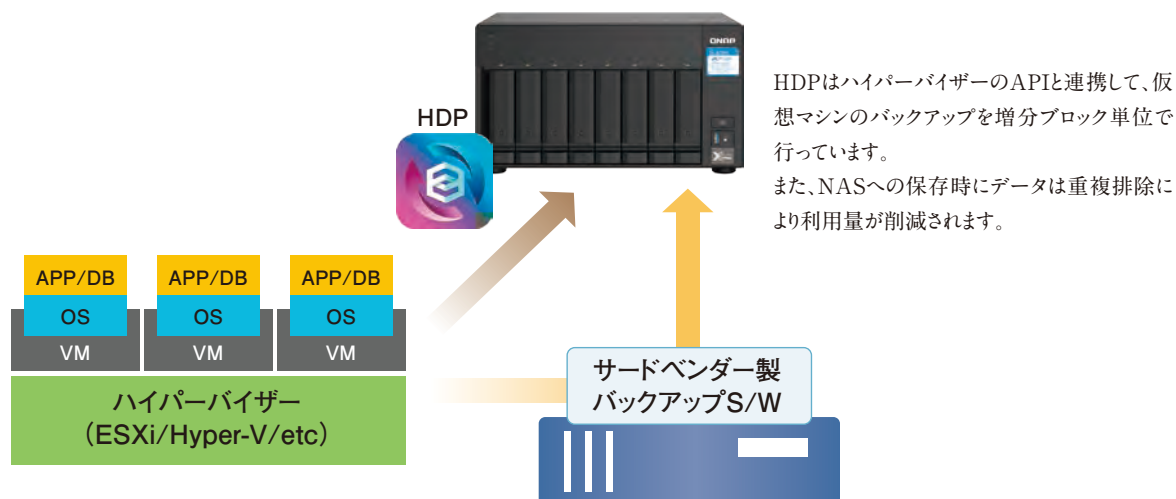 QNAP
HDP
HDPはハイパーバイザーのAPIと連携して、仮
想マシンのバックアップを増分ブロック単位で
行っています。
また、NASへの保存時にデータは重複排除に
より利用量が削減されます。
APP/DB
APP/DB
APP/DB
OS
OS
OS
VM
VM
VM
ハイパーバイザー
（ESXi/Hyper-V/etc）
サードベンダー製
バックアップS/W